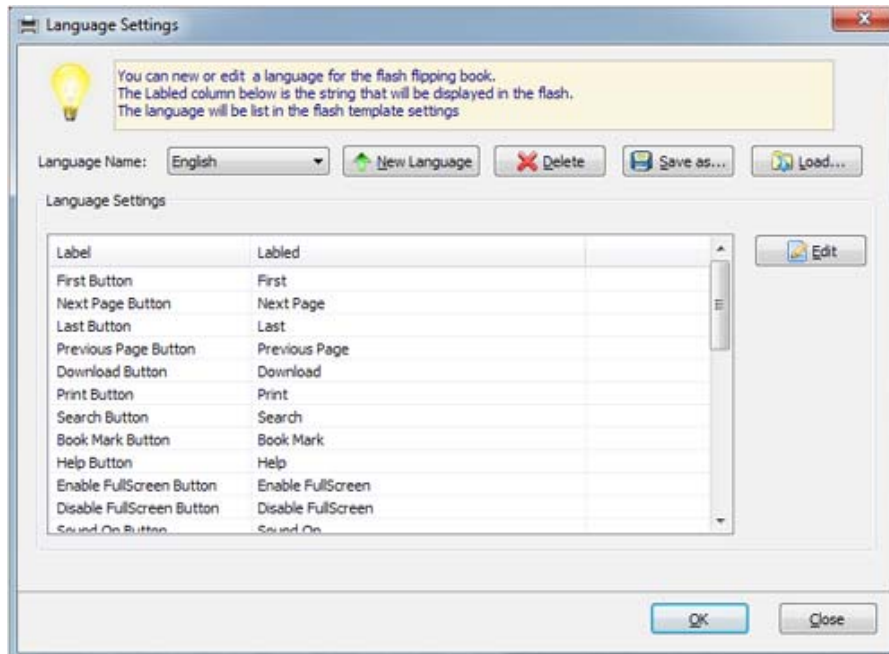 Language Settings
You can new or edit a language for the flash flipping book.
The Labled column below is the string that will be displayed in the flash.
The language will be list in the flash template settings
Language Name: English New Language Delete Save as... Load...
Language Settings
Label Labled
Edit
First Button First
Next Page Button Next Page
Last Button Last
Previous Page Button Previous Page
Download Button Download
Print Button Print
Search Button Search
Book Mark Button Book Mark
Help Button Help
Enable FullScreen Button Enable FullScreen
Disable FullScreen Button Disable FullScreen
Sound On Button Sound On
OK Close